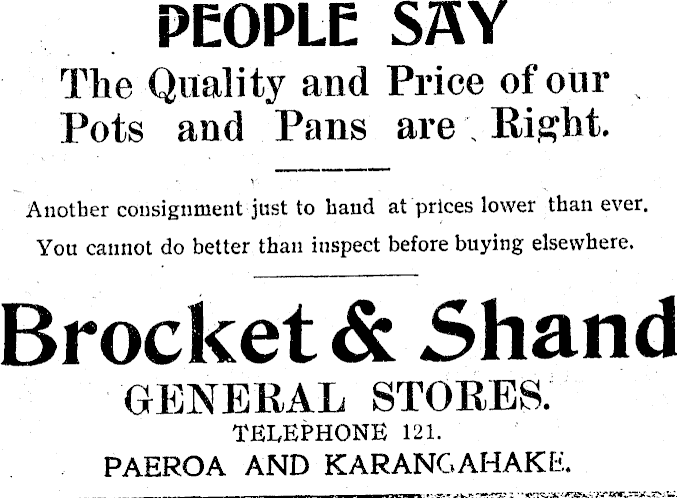 PEOPLE SAY
The Quality and Price of our
Pots and Pans are Right.
Another consignment just to hand at prices lower than ever.
You cannot do better than inspect before buying elsewhere.
Brocket & Shand
GENERAL STORES.
TELEPHONE 121.
PAEROA AND KARANGAHAKE.